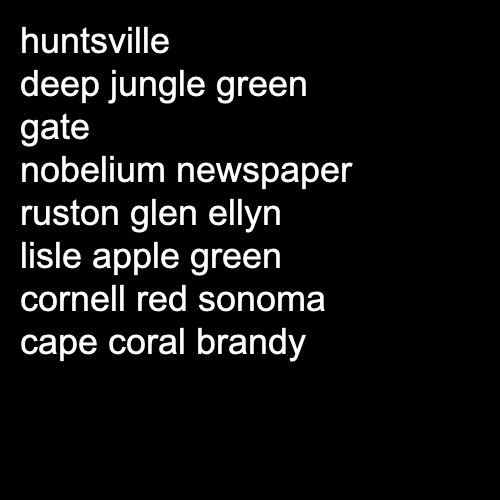 huntsville
deep jungle green
gate
nobelium newspaper
ruston glen ellyn
lisle apple green
cornell red sonoma
cape coral brandy